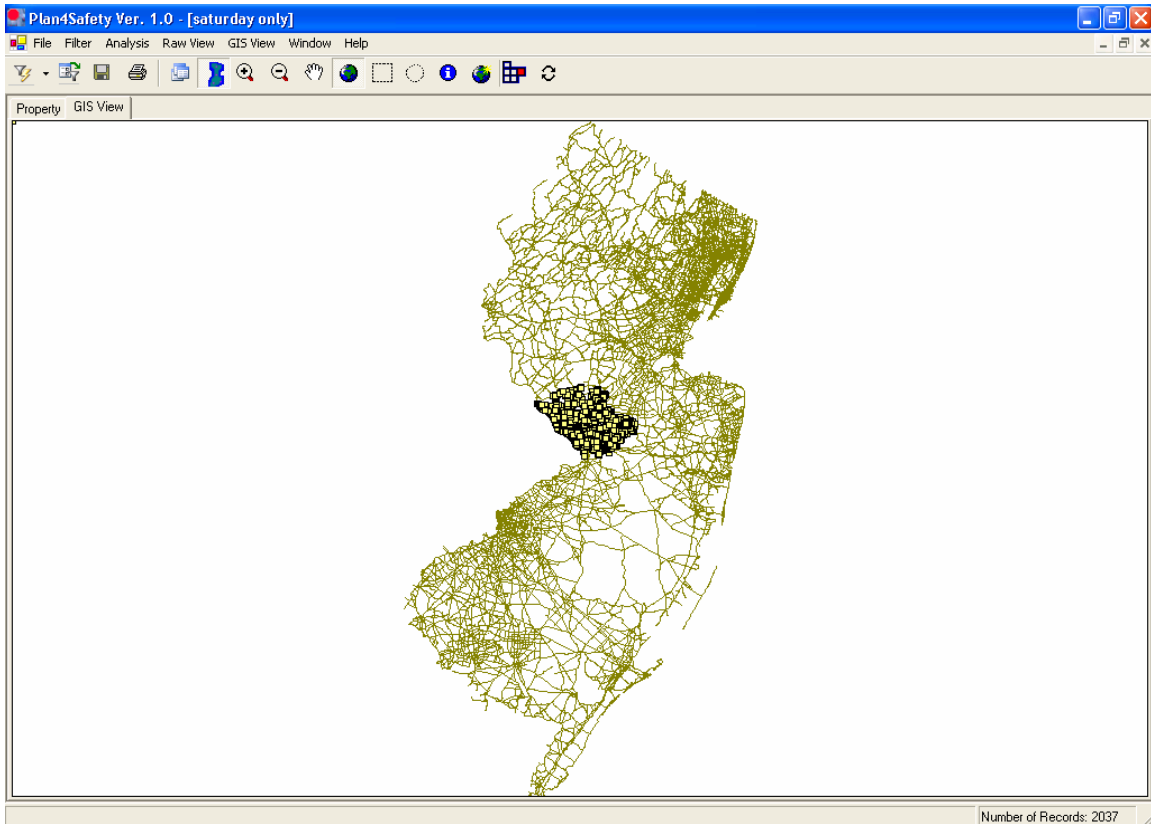 Plan4Safety Ver. 1.0 - [saturday only]
File Filter Analysis Raw View GIS View Window Help
Property GIS View
Number of Records: 2037